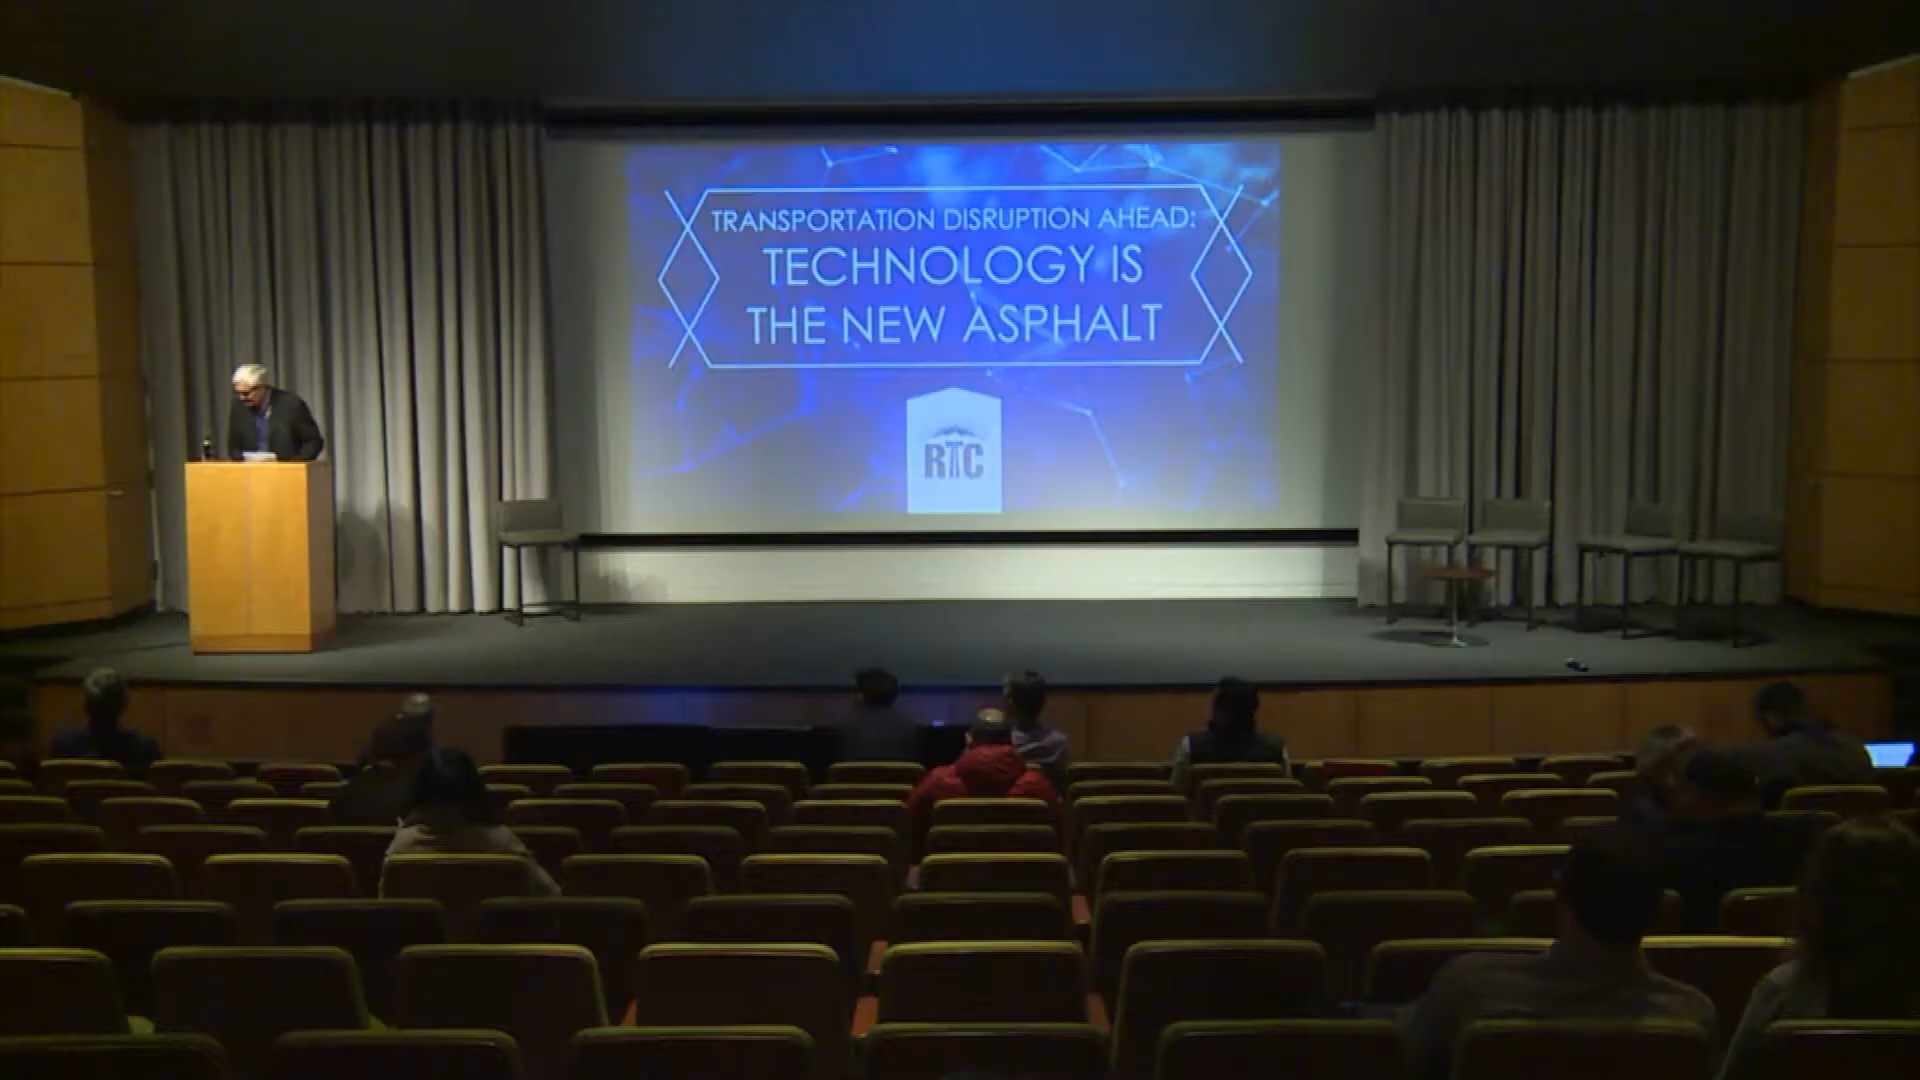 TRANSPORTATION DISRUPTION AHEAD:
TECHNOLOGY IS
THE NEW ASPHALT
RTC